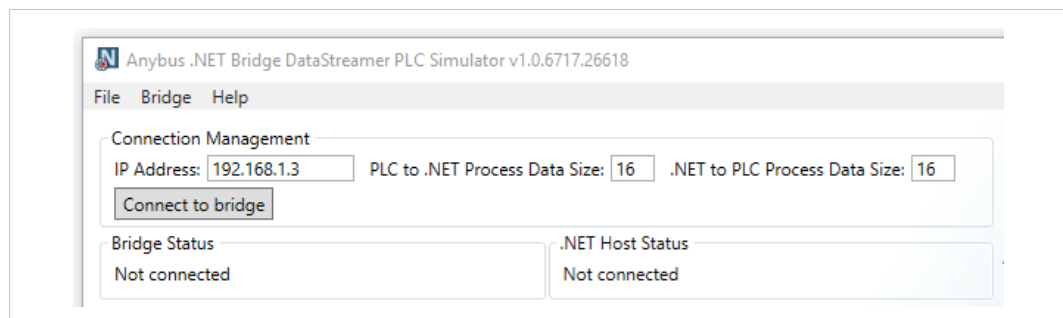 Anybus .NET Bridge DataStreamer PLC Simulator v1.0.6717.26618
File Bridge Help
Connection Management
IP Address: 192.168.1.3 PLC to .NET Process Data Size: 16 .NET to PLC Process Data Size: 16
Connect to bridge
Bridge Status .NET Host Status
Not connected Not connected